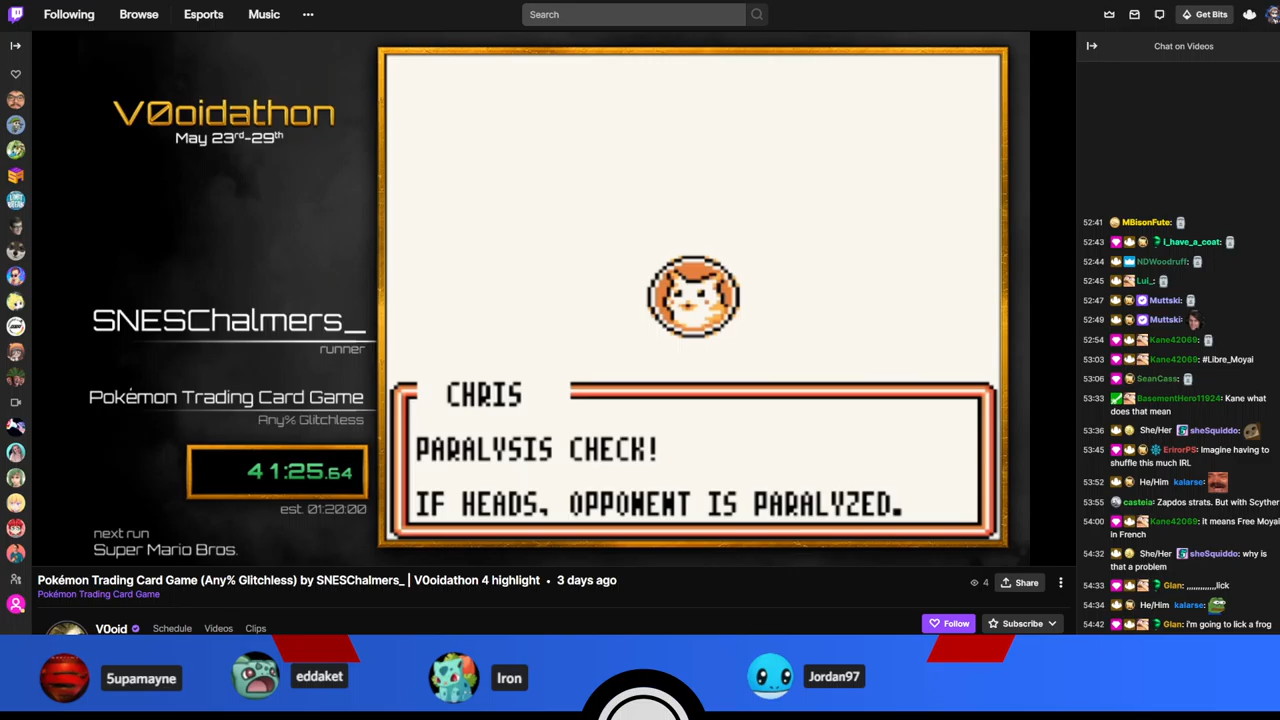 Following
Browse
Esports
Music
Search
Get Bits
Chat on Videos
V0oidathon
May 23rd-29th
SNESChalmers_
runner
Pokémon Trading Card Game
Any% Glitchless
41:25.64
est. 01:20:00
next run
Super Mario Bros.
CHRIS
PARALYSIS CHECK!
IF HEADS, OPPONENT IS PARALYZED.
52:41 MBisonFute:
52:43 i_have_a_coat:
52:44 NDWoodruff:
52:45 Lui_:
52:47 Muttski:
52:49 Muttski:
52:54 Kane42069:
53:03 Kane42069: #Libre_Moyai
53:06 SeanCass:
53:33 BasementHero11924: Kane what
does that mean
53:36 She/Her sheSquiddo:
53:45 ErirorPS: Imagine having to
shuffle this much IRL
53:52 He/Him kalarse:
53:55 casteia: Zapdos strats. But with Scyther
54:00 Kane42069: it means Free Moyai
in French
54:32 She/Her sheSquiddo: why is
that a problem
54:33 Glan: ,,,,,,,,,,,,,lick
54:34 He/Him kalarse:
54:42 Glan: i'm going to lick a frog
Pokémon Trading Card Game (Any% Glitchless) by SNESChalmers_ | V0oidathon 4 highlight • 3 days ago
4
Share
Pokémon Trading Card Game
V0oid
Schedule
Videos
Clips
Follow
Subscribe
5upamayne
eddaket
Iron
Jordan97